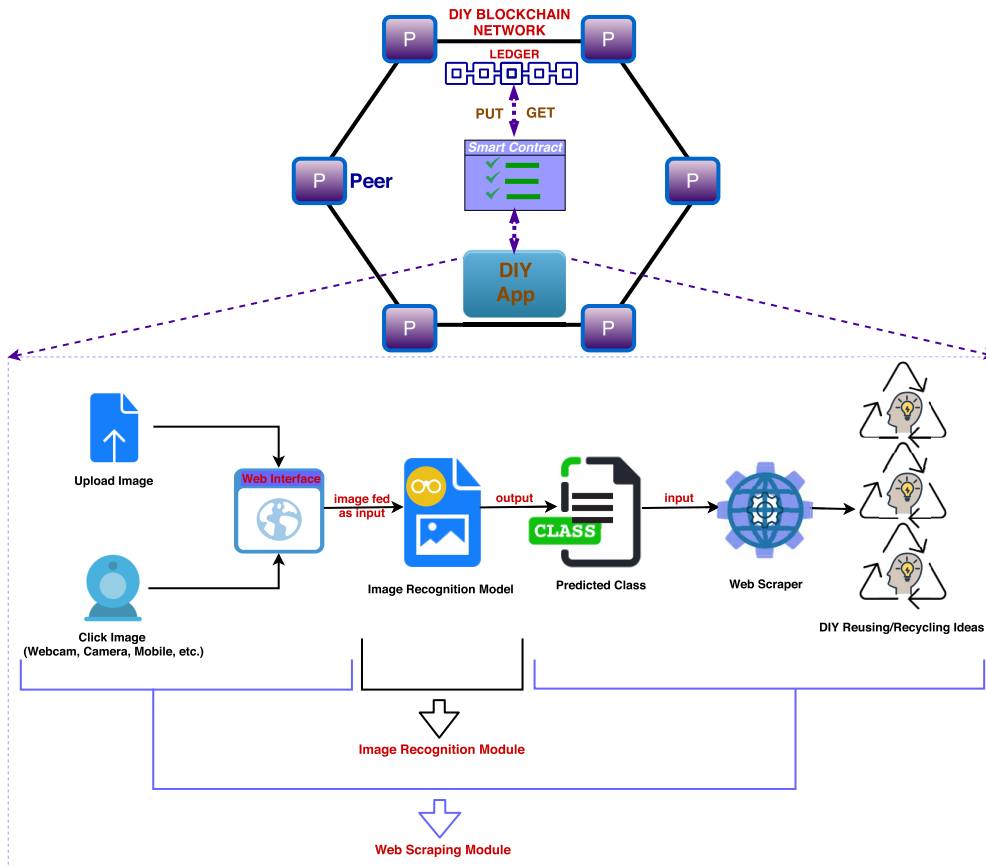 DIY BLOCKCHAIN
NETWORK
P
P
LEDGER
PUT
GET
Smart Contract
P
Peer
P
DIY
App
P
P
Upload Image
Web Interface
image fed
as input
output
CLASS
input
Image Recognition Model
Predicted Class
Web Scraper
Click Image
(Webcam, Camera, Mobile, etc.)
DIY Reusing/Recycling Ideas
Image Recognition Module
Web Scraping Module